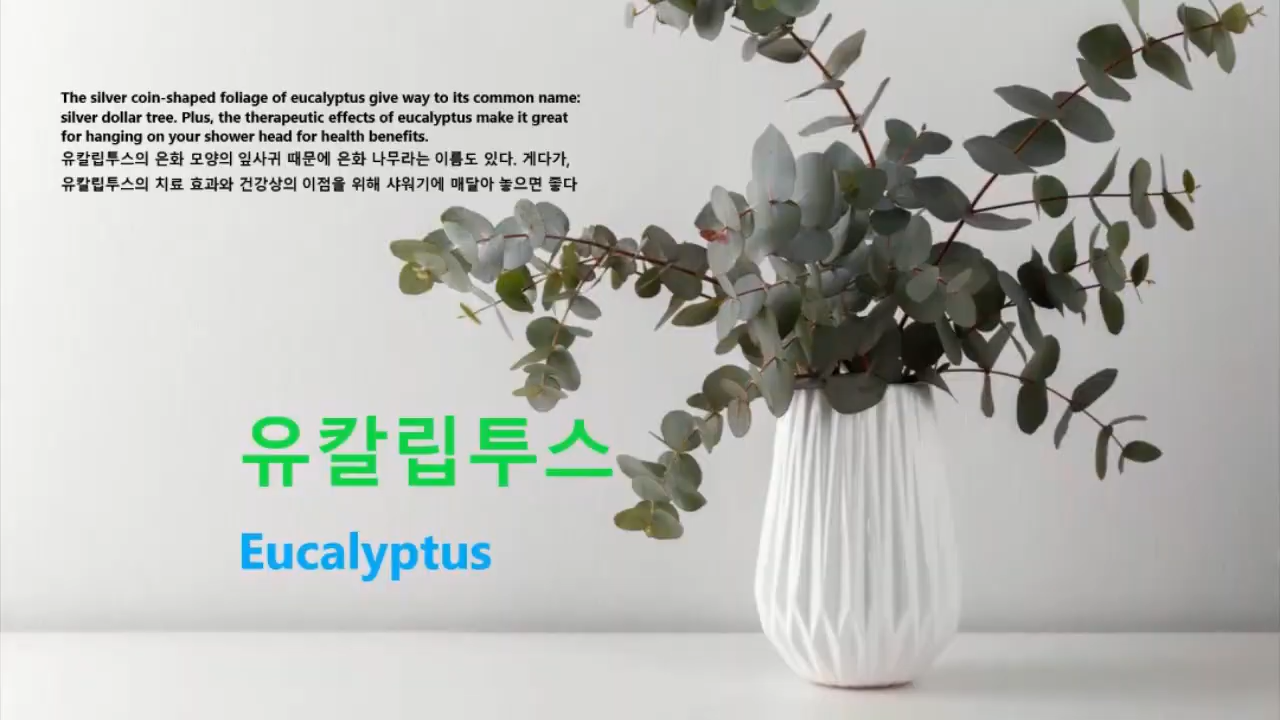 The silver coin-shaped foliage of eucalyptus give way to its common name:
silver dollar tree. Plus, the therapeutic effects of eucalyptus make it great
for hanging on your shower head for health benefits.
유칼립투스의 은화 모양의 잎사귀 때문에 은화 나무라는 이름도 있다. 게다가,
유칼립투스의 치료 효과와 건강상의 이점을 위해 샤워기에 매달아 놓으면 좋다
유칼립투스
Eucalyptus